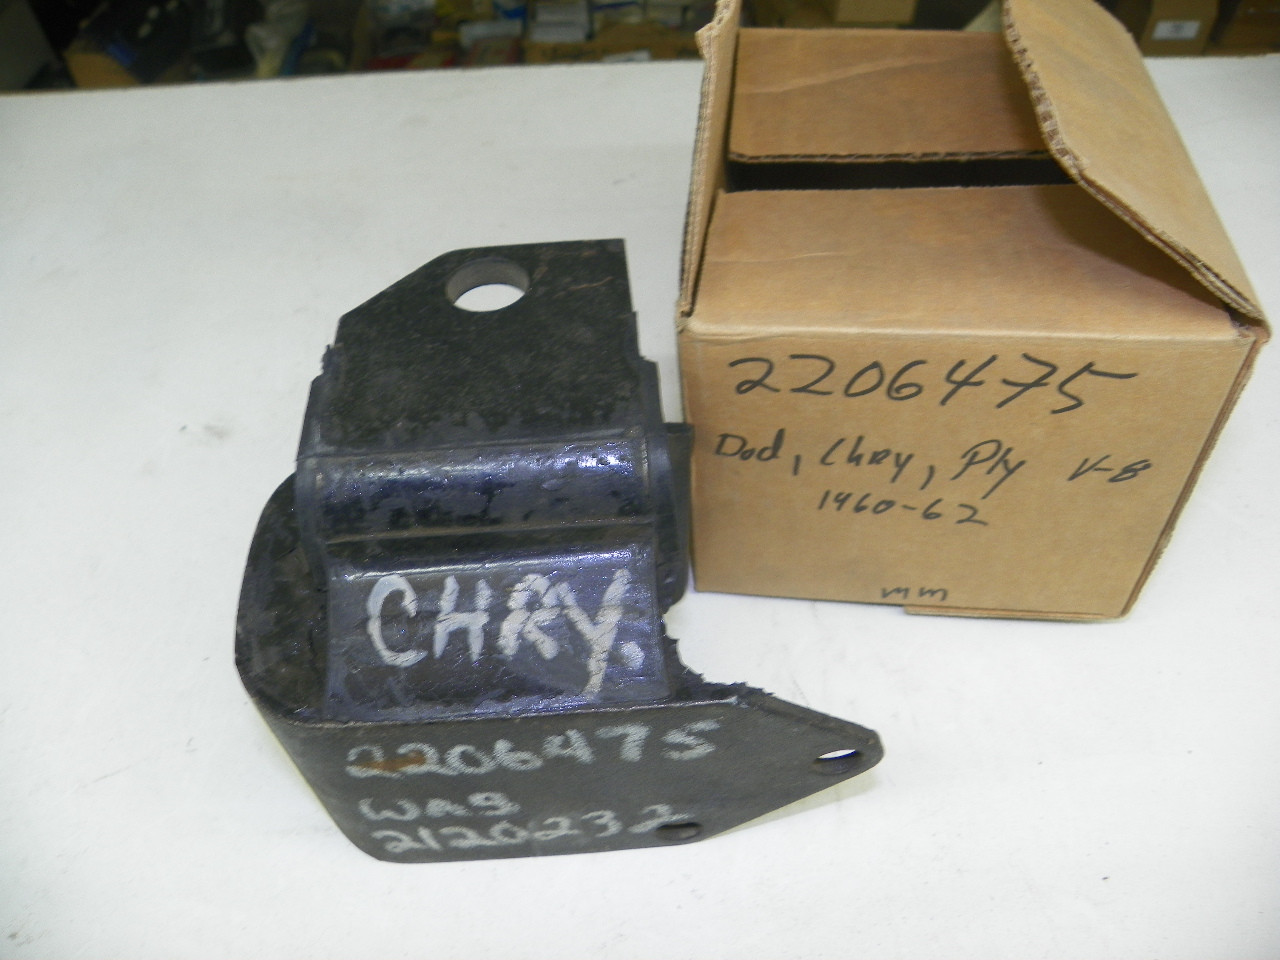 2206475
Dod, Chry, Ply V-8
1960-62
mm
CHRY.
2206475
WAS
2120232